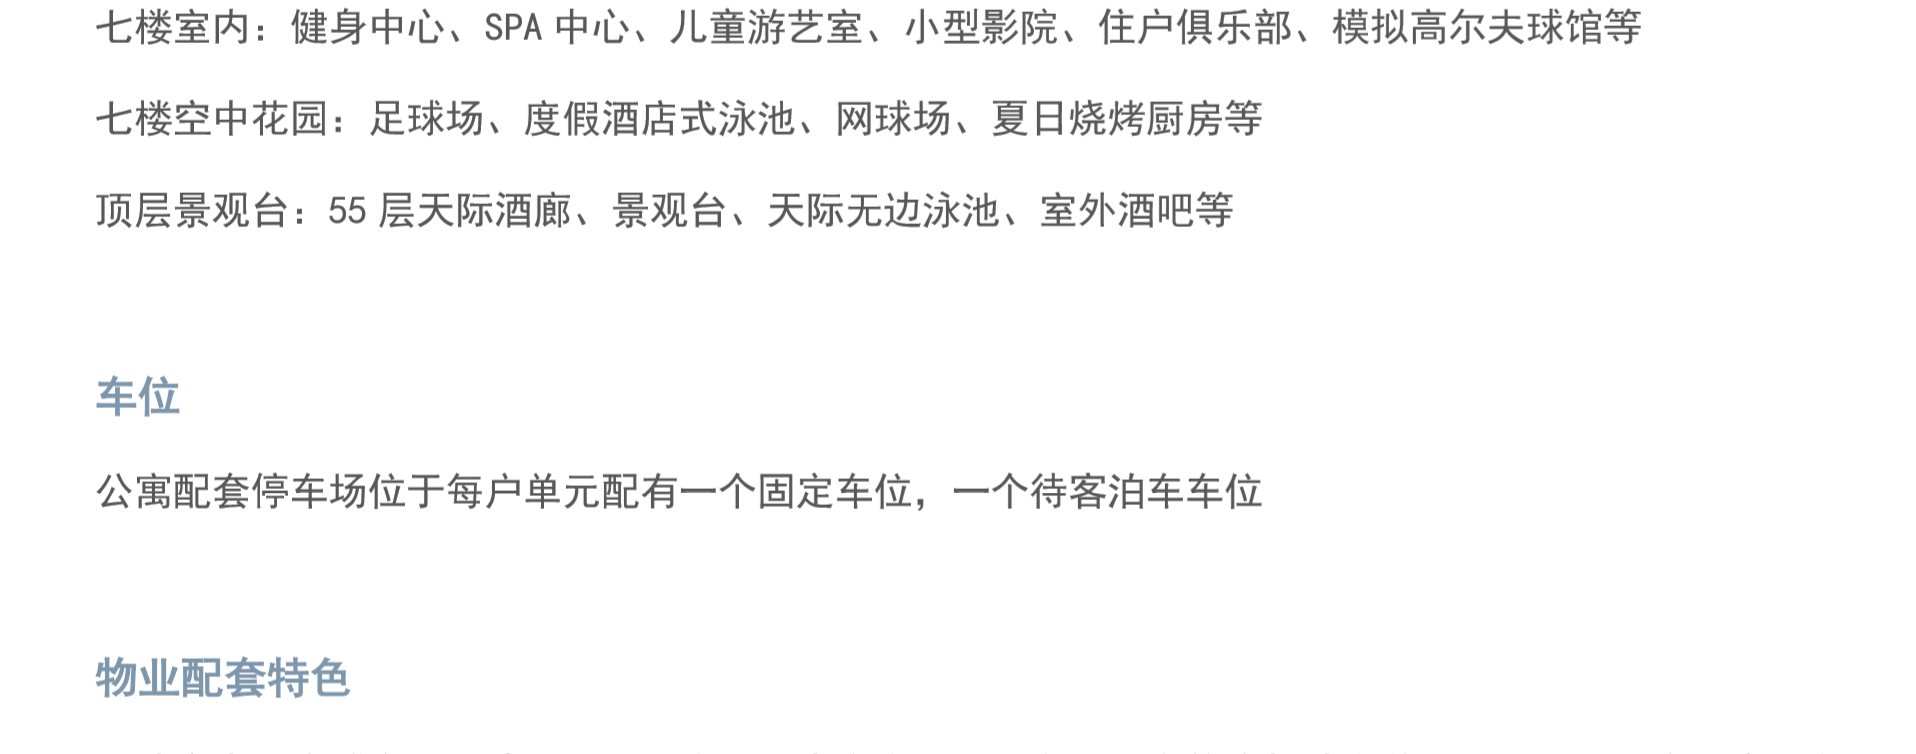 七楼室内：健身中心、SPA 中心、儿童游艺室、小型影院、住户俱乐部、模拟高尔夫球馆等
七楼空中花园：足球场、度假酒店式泳池、网球场、夏日烧烤厨房等
顶层景观台：55 层天际酒廊、景观台、天际无边泳池、室外酒吧等
车位
公寓配套停车场位于每户单元配有一个固定车位，一个待客泊车车位
物业配套特色